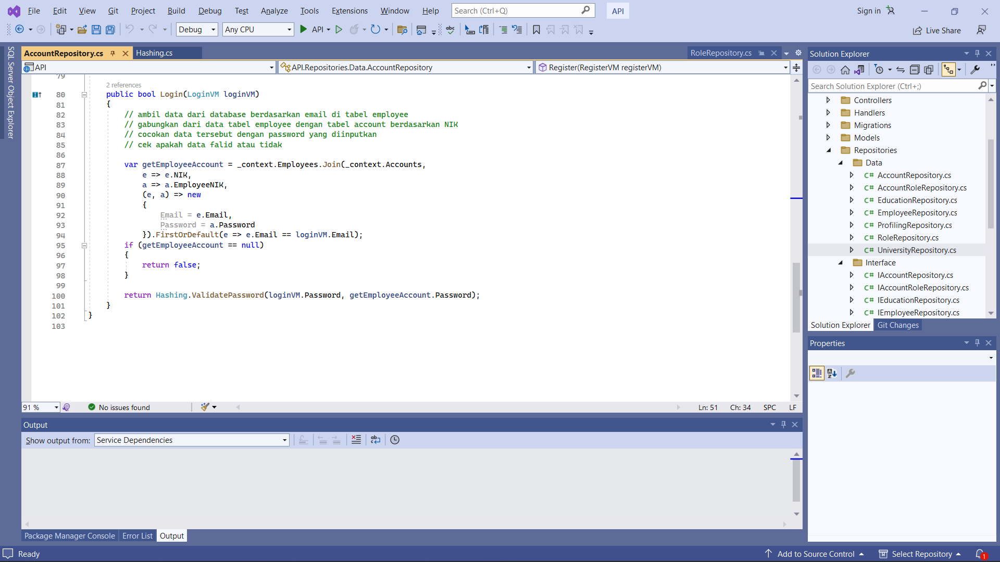 File Edit View Git Project Build Debug Test Analyze Tools Extensions Window Help Search (Ctrl+Q) API Sign in
Debug Any CPU API Live Share
SQL Server Object Explorer
AccountRepository.cs Hashing.cs RoleRepository.cs
API API.Repositories.Data.AccountRepository Register(RegisterVM registerVM)
79
2 references
80 public bool Login(LoginVM loginVM)
81 {
82 // ambil data dari database berdasarkan email di tabel employee
83 // gabungkan dari data tabel employee dengan tabel account berdasarkan NIK
84 // cocokan data tersebut dengan password yang diinputkan
85 // cek apakah data falid atau tidak
86
87 var getEmployeeAccount = _context.Employees.Join(_context.Accounts,
88 e => e.NIK,
89 a => a.EmployeeNIK,
90 (e, a) => new
91 {
92 Email = e.Email,
93 Password = a.Password
94 }).FirstOrDefault(e => e.Email == loginVM.Email);
95 if (getEmployeeAccount == null)
96 {
97 return false;
98 }
99
100 return Hashing.ValidatePassword(loginVM.Password, getEmployeeAccount.Password);
101 }
102 }
103
91 % No issues found Ln: 51 Ch: 34 SPC LF
Output
Show output from: Service Dependencies
Package Manager Console Error List Output
Solution Explorer
Search Solution Explorer (Ctrl+;)
Controllers
Handlers
Migrations
Models
Repositories
Data
C# AccountRepository.cs
C# AccountRoleRepository.cs
C# EducationRepository.cs
C# EmployeeRepository.cs
C# ProfilingRepository.cs
C# RoleRepository.cs
C# UniversityRepository.cs
Interface
C# IAccountRepository.cs
C# IAccountRoleRepository.cs
C# IEducationRepository.cs
C# IEmployeeRepository.cs
Solution Explorer Git Changes
Properties
Ready Add to Source Control Select Repository 1